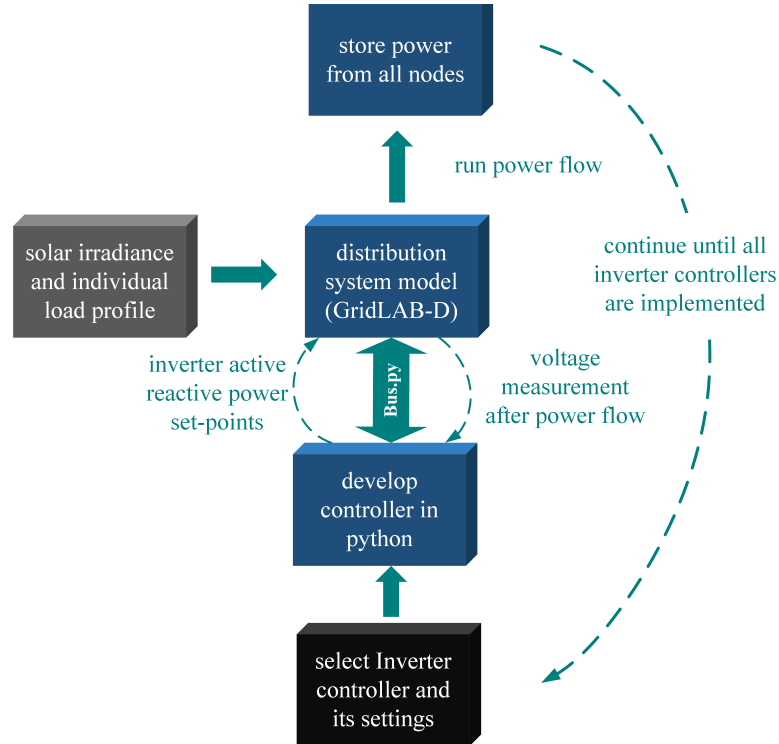 store power
from all nodes
run power flow
solar irradiance
and individual
load profile
distribution
system model
(GridLAB-D)
continue until all
inverter controllers
are implemented
inverter active
reactive power
set-points
Bus.py
voltage
measurement
after power flow
develop
controller in
python
select Inverter
controller and
its settings